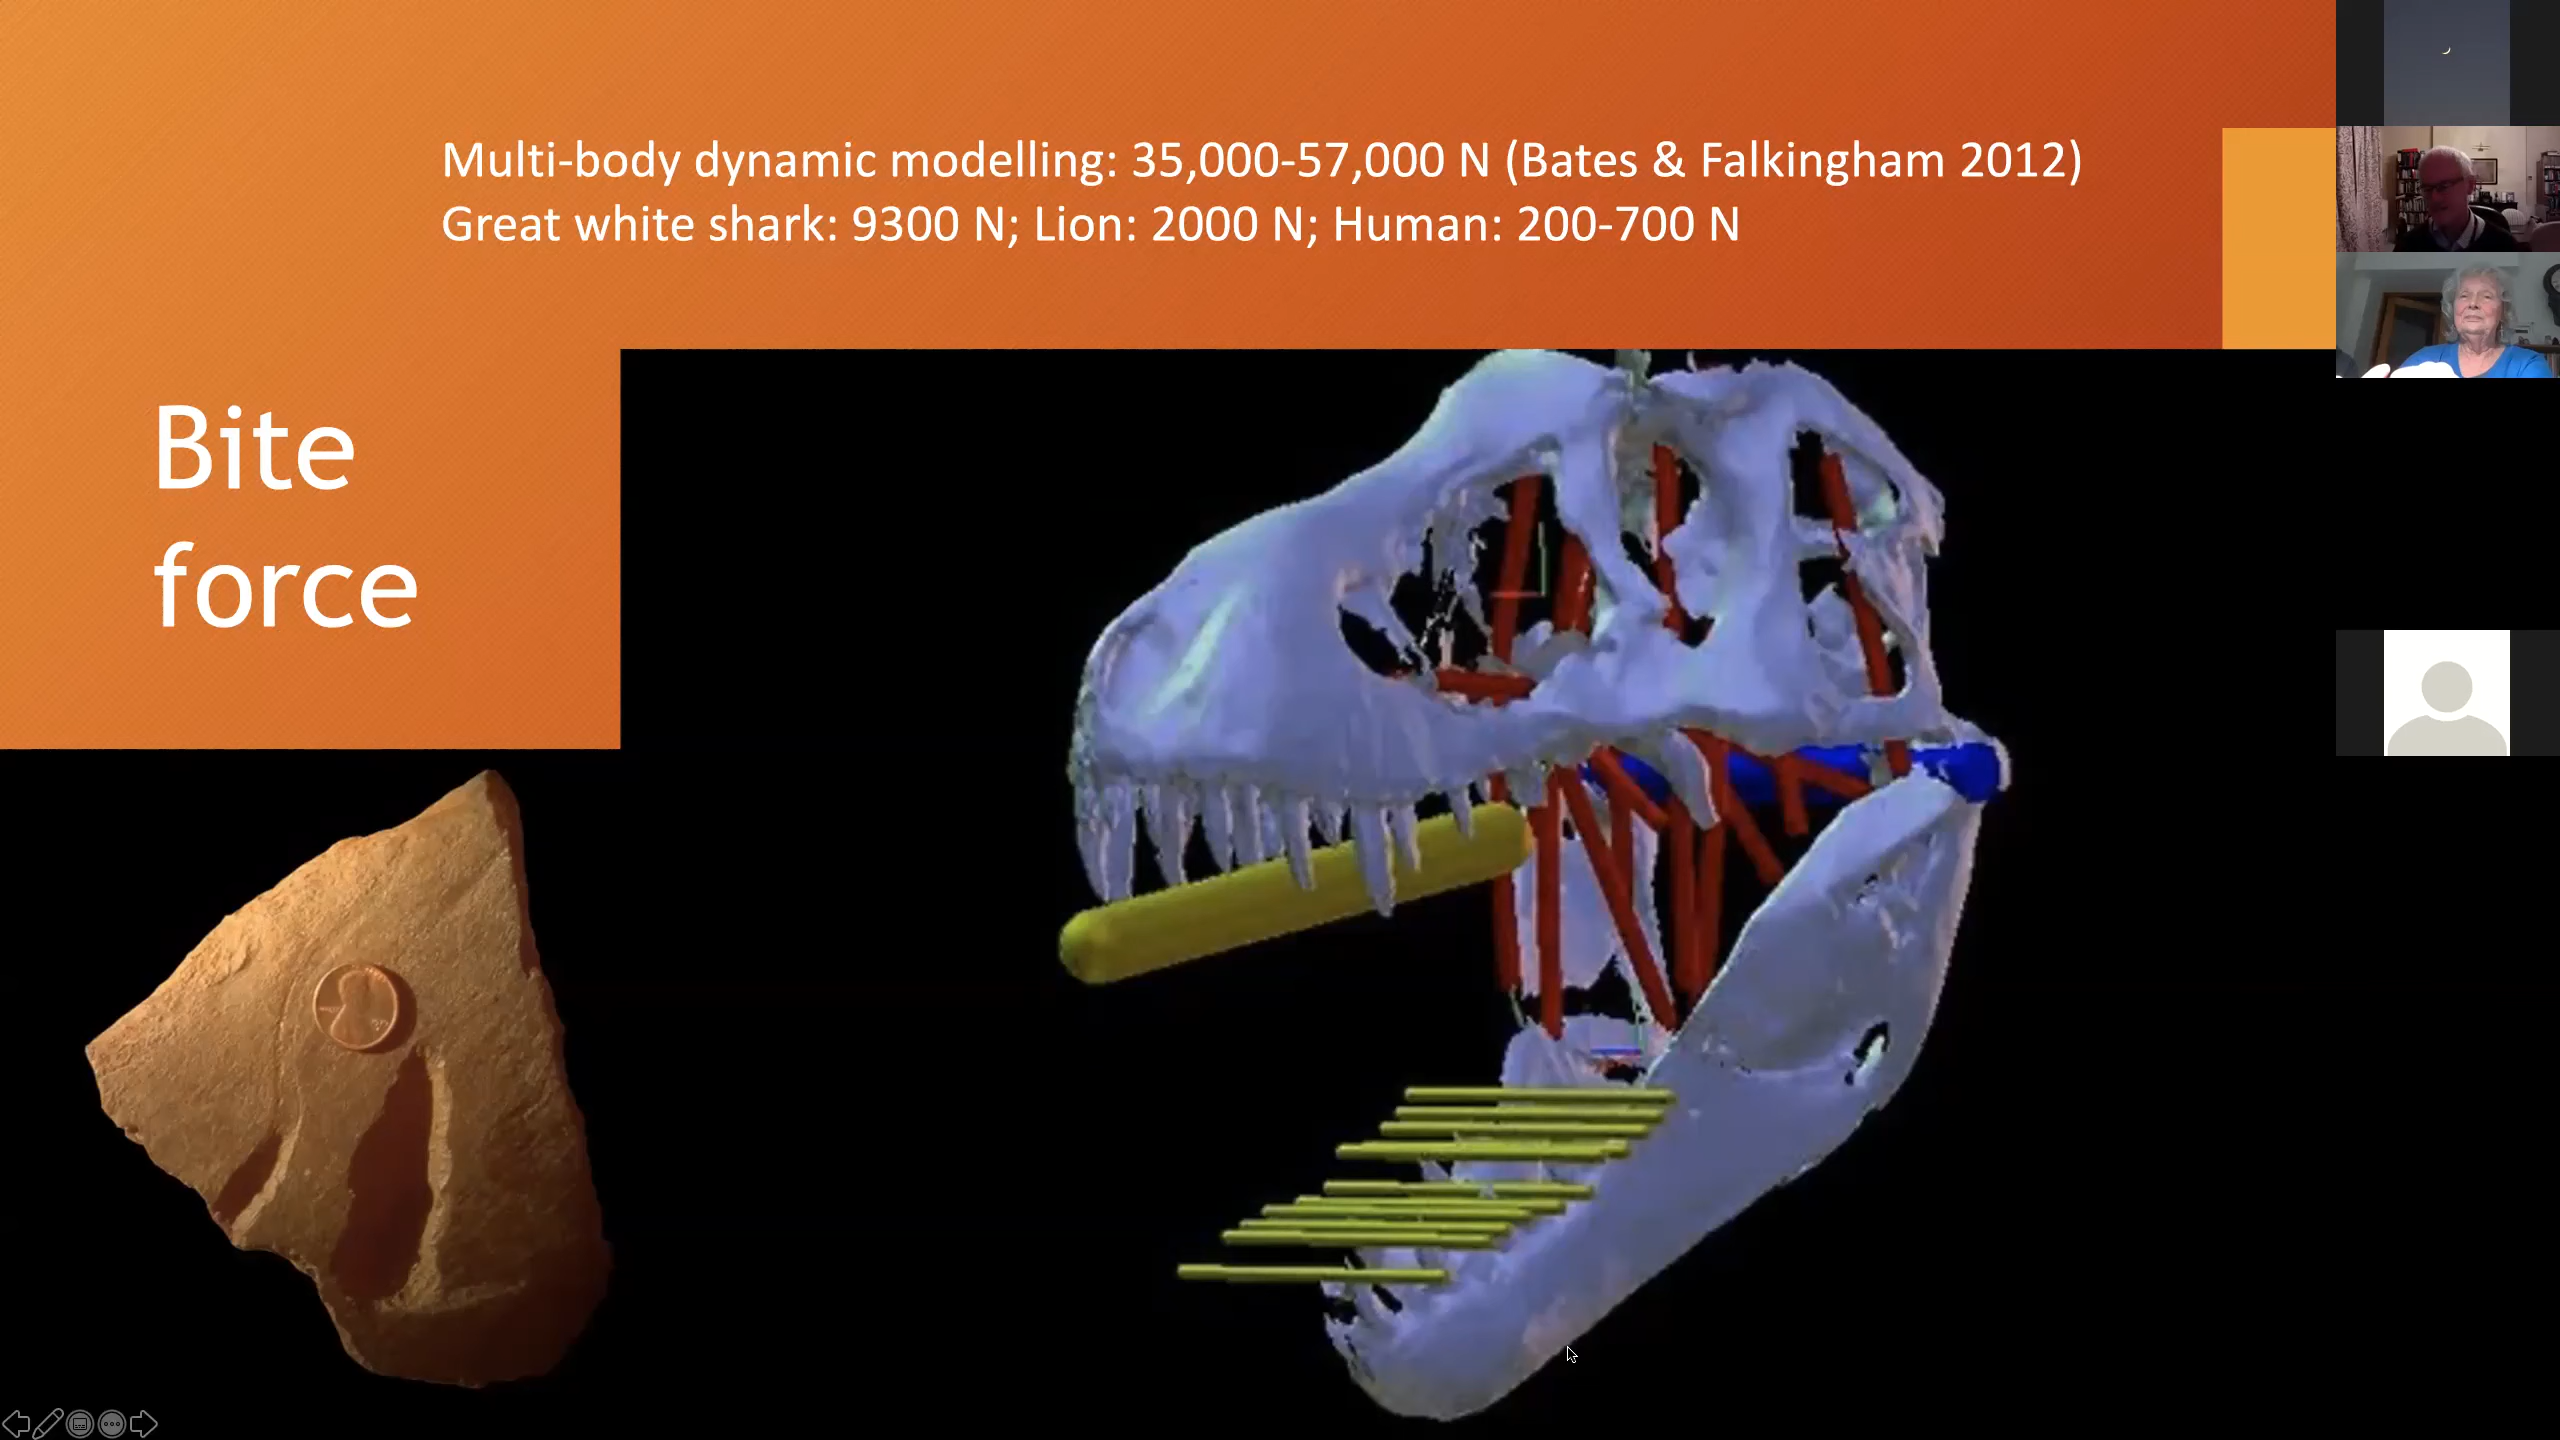 Multi-body dynamic modelling: 35,000-57,000 N (Bates & Falkingham 2012)
Great white shark: 9300 N; Lion: 2000 N; Human: 200-700 N
Bite
force